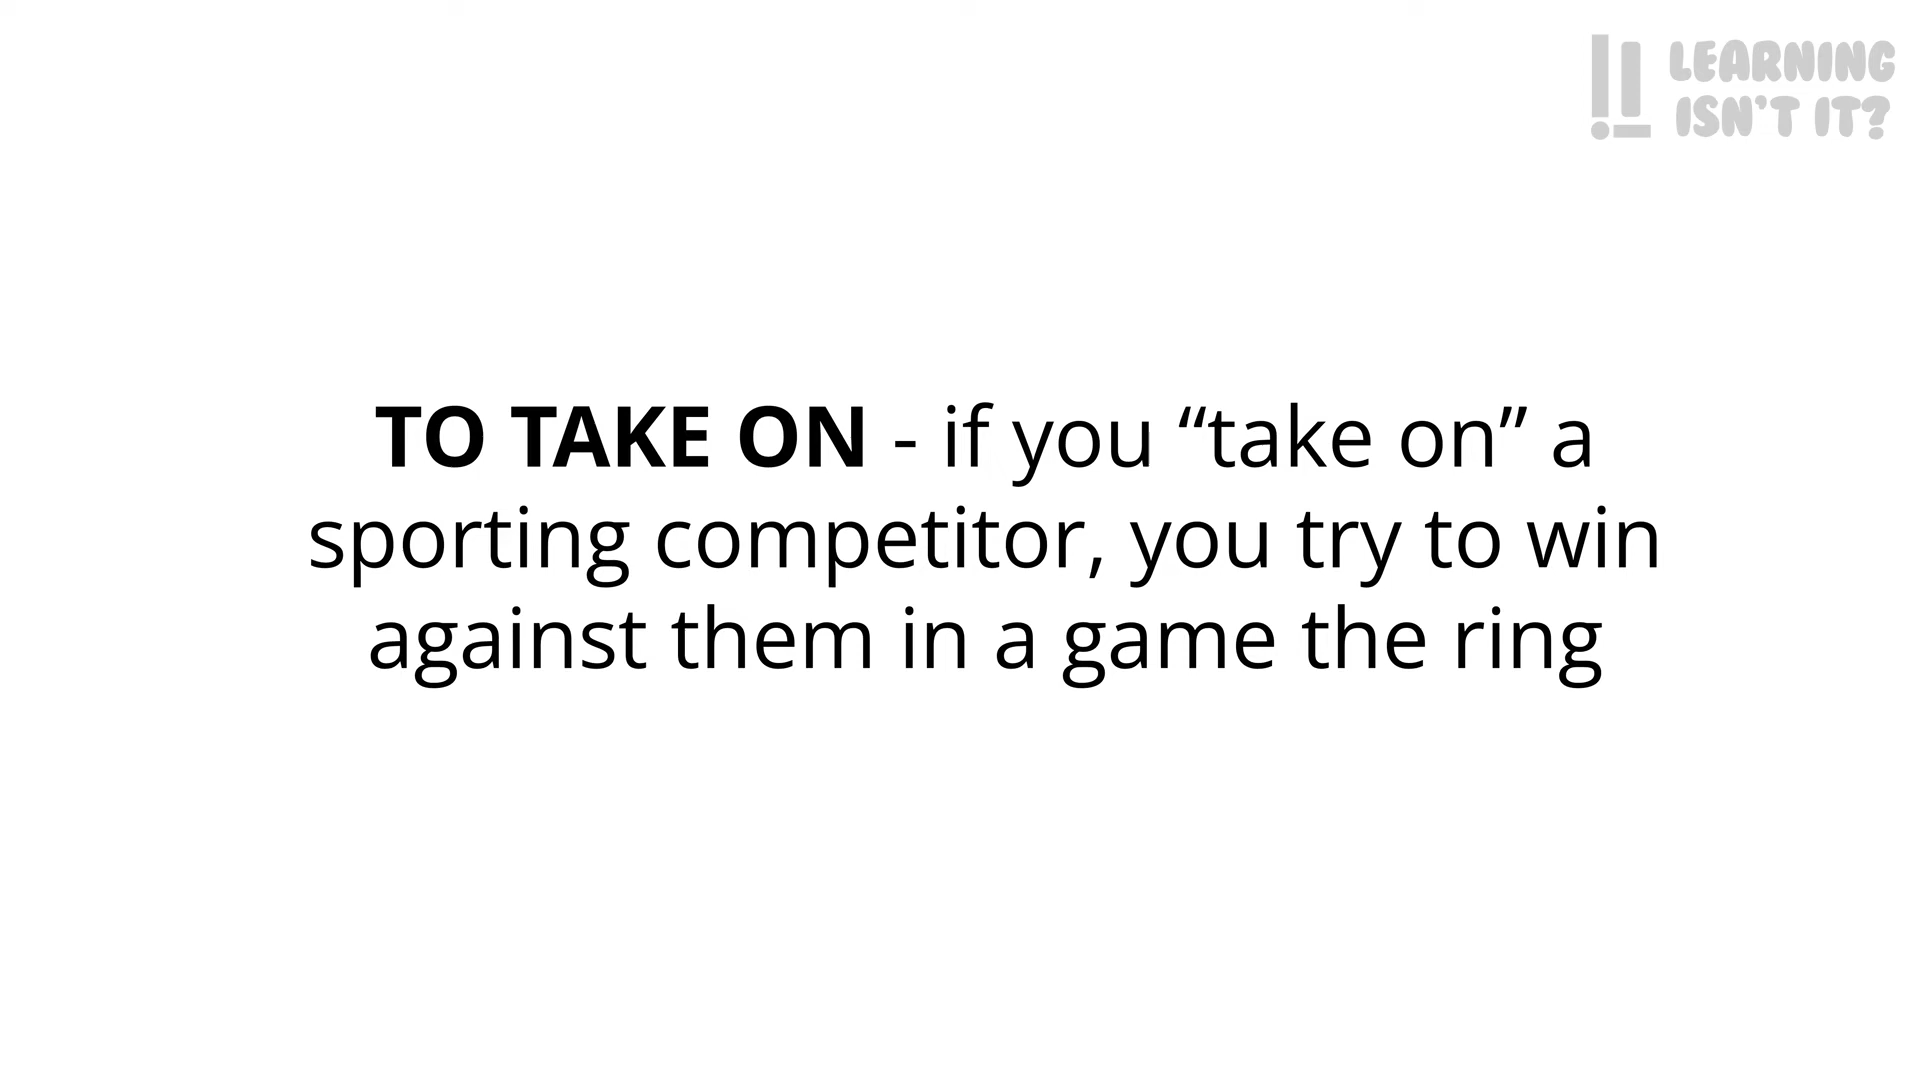 LEARNING
ISN'T IT?
TO TAKE ON - if you “take on” a
sporting competitor, you try to win
against them in a game the ring